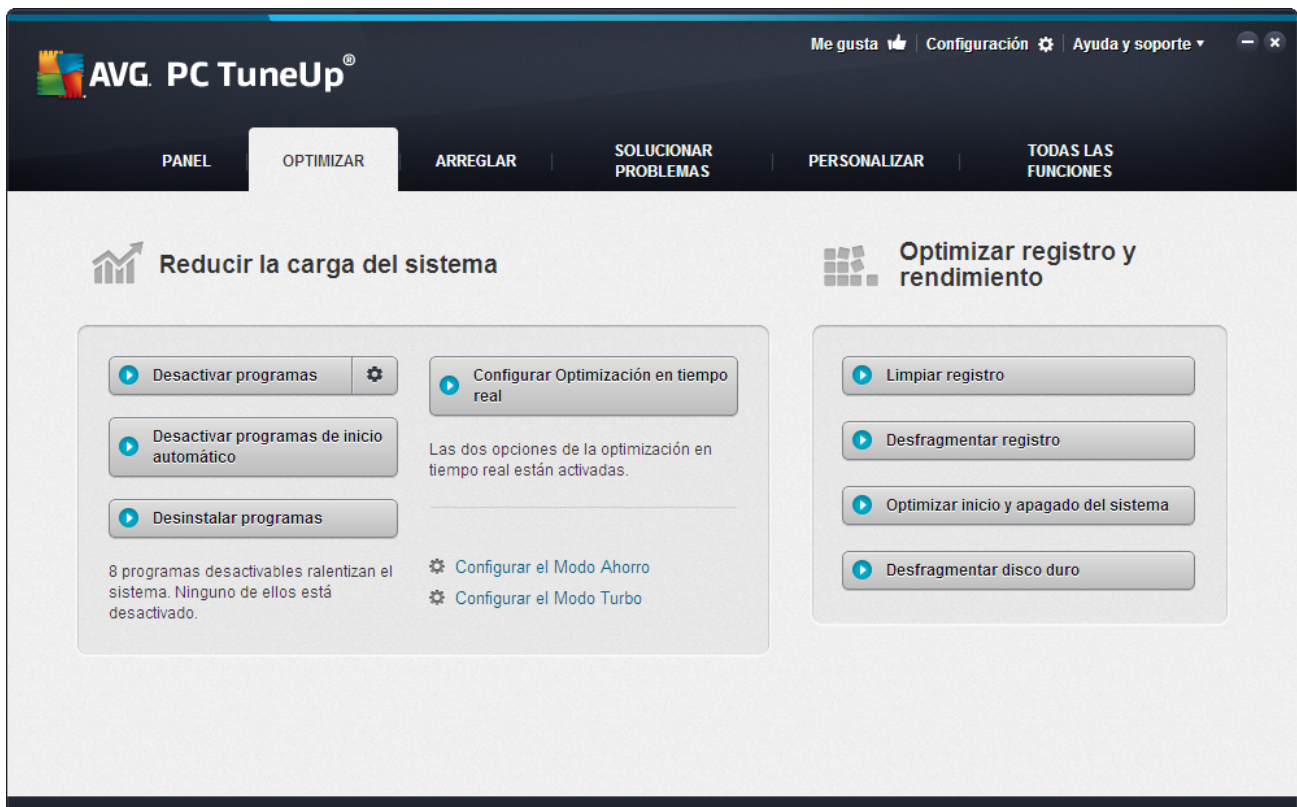 Me gusta
Configuración
Ayuda y soporte
AVG. PC TuneUp®
PANEL
OPTIMIZAR
ARREGLAR
SOLUCIONAR
PROBLEMAS
PERSONALIZAR
TODAS LAS
FUNCIONES
Reducir la carga del sistema
Desactivar programas
Desactivar programas de inicio
automático
Desinstalar programas
8 programas desactivables ralentizan el
sistema. Ninguno de ellos está
desactivado.
Configurar Optimización en tiempo
real
Las dos opciones de la optimización en
tiempo real están activadas.
Configurar el Modo Ahorro
Configurar el Modo Turbo
Optimizar registro y
rendimiento
Limpiar registro
Desfragmentar registro
Optimizar inicio y apagado del sistema
Desfragmentar disco duro